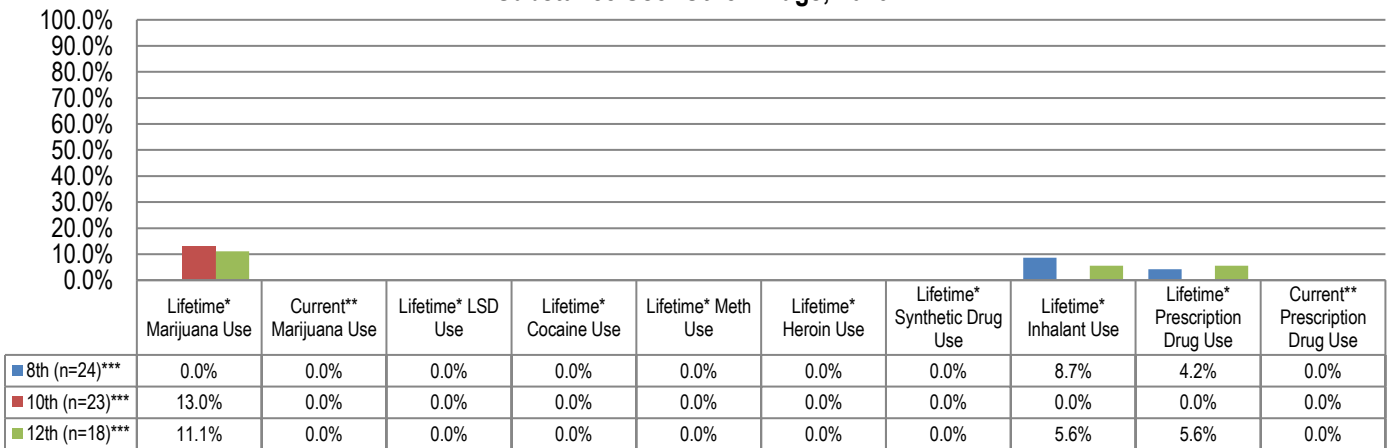 100.0%
90.0%
80.0%
70.0%
60.0%
50.0%
40.0%
30.0%
20.0%
10.0%
0.0%
Lifetime*
Marijuana Use
Current**
Marijuana Use
Lifetime* LSD
Use
Lifetime*
Cocaine Use
Lifetime* Meth
Use
Lifetime*
Heroin Use
Lifetime*
Synthetic Drug
Use
Lifetime*
Inhalant Use
Lifetime*
Prescription
Drug Use
Current**
Prescription
Drug Use
8th (n=24)*** 0.0% 0.0% 0.0% 0.0% 0.0% 0.0% 0.0% 8.7% 4.2% 0.0%
10th (n=23)*** 13.0% 0.0% 0.0% 0.0% 0.0% 0.0% 0.0% 0.0% 0.0% 0.0%
12th (n=18)*** 11.1% 0.0% 0.0% 0.0% 0.0% 0.0% 0.0% 5.6% 5.6% 0.0%